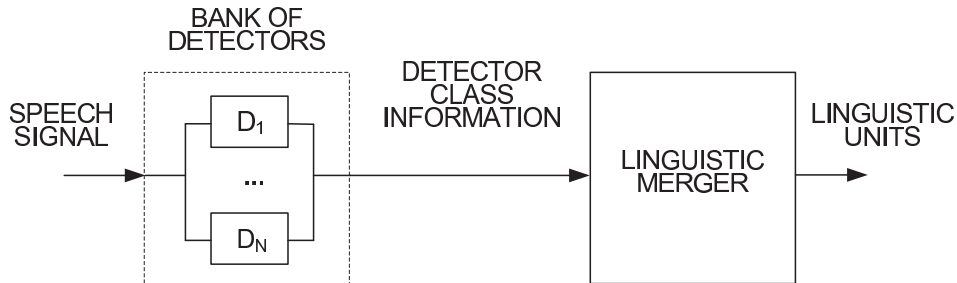 BANK OF
DETECTORS
SPEECH
SIGNAL
D1
...
DN
DETECTOR
CLASS
INFORMATION
LINGUISTIC
MERGER
LINGUISTIC
UNITS